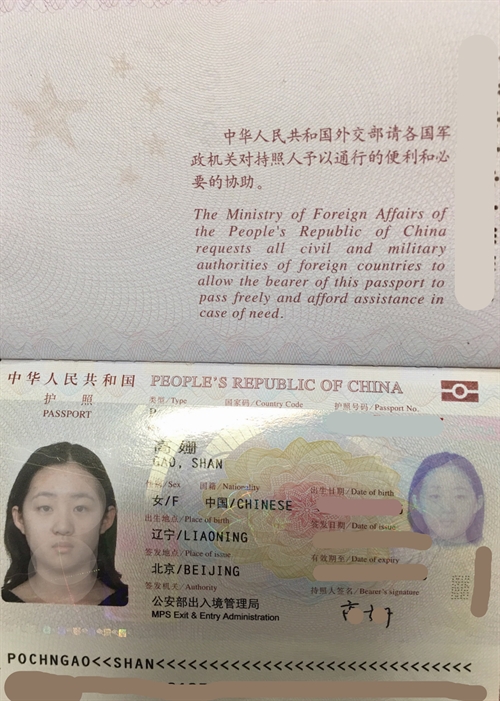 中华人民共和国外交部请各国军
政机关对持照人予以通行的便利和必
要的协助。
The Ministry of Foreign Affairs of
the People's Republic of China
requests all civil and military
authorities of foreign countries to
allow the bearer of this passport to
pass freely and afford assistance in
case of need.
中华人民共和国 PEOPLE'S REPUBLIC OF CHINA
护 照
PASSPORT
类型/Type 国家码/Country Code 护照号码/Passport No.
高姗
GAO, SHAN
性别/Sex 国籍/Nationality 出生日期/Date of birth
女/F 中国/CHINESE
出生地点/Place of birth 签发日期/Date of issue
辽宁/LIAONING
签发地点/Place of issue 有效期至/Date of expiry
北京/BEIJING
签发机关/Authority 持照人签名/Bearer's signature
公安部出入境管理局
MPS Exit & Entry Administration
POCHNGAO<<SHAN<<<<<<<<<<<<<<<<<<<<<<<<<<<<<<